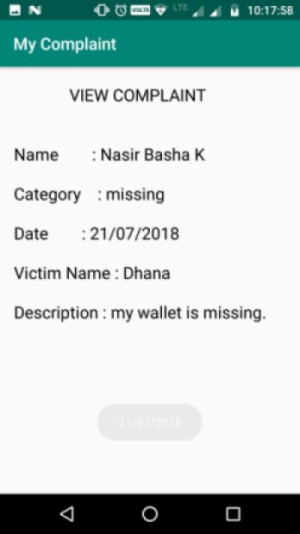 VOLTE LTE 10:17:58
My Complaint
VIEW COMPLAINT
Name : Nasir Basha K
Category : missing
Date : 21/07/2018
Victim Name : Dhana
Description : my wallet is missing.
21/07/2018